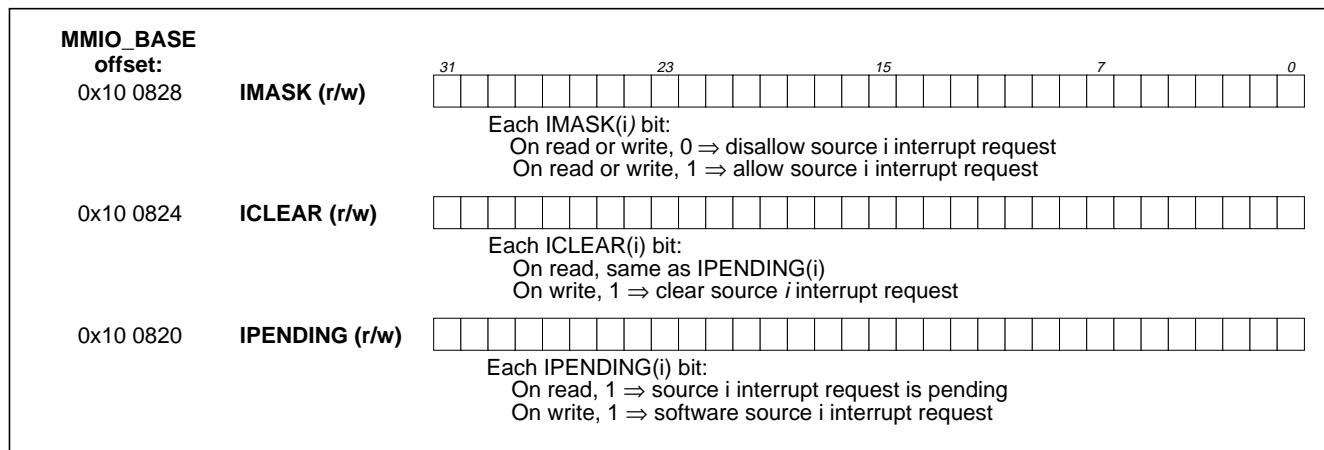 MMIO_BASE
offset:
31 23 15 7 0
0x10 0828 IMASK (r/w)
Each IMASK(i) bit:
On read or write, 0 ⇒ disallow source i interrupt request
On read or write, 1 ⇒ allow source i interrupt request
0x10 0824 ICLEAR (r/w)
Each ICLEAR(i) bit:
On read, same as IPENDING(i)
On write, 1 ⇒ clear source i interrupt request
0x10 0820 IPENDING (r/w)
Each IPENDING(i) bit:
On read, 1 ⇒ source i interrupt request is pending
On write, 1 ⇒ software source i interrupt request